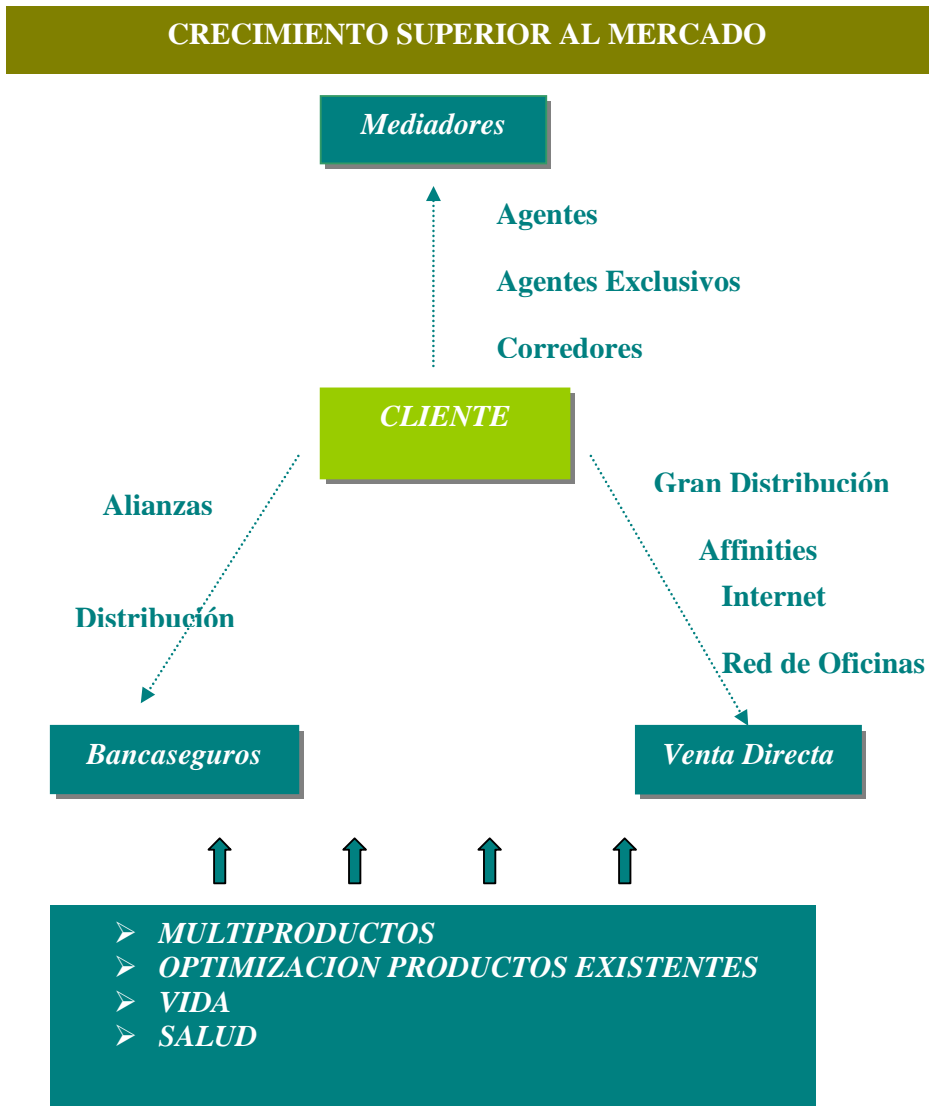 CRECIMIENTO SUPERIOR AL MERCADO
Mediadores
Agentes
Agentes Exclusivos
Corredores
CLIENTE
Gran Distribución
Alianzas
Affinities
Internet
Distribución
Red de Oficinas
Bancaseguros
Venta Directa
MULTIPRODUCTOS
OPTIMIZACION PRODUCTOS EXISTENTES
VIDA
SALUD